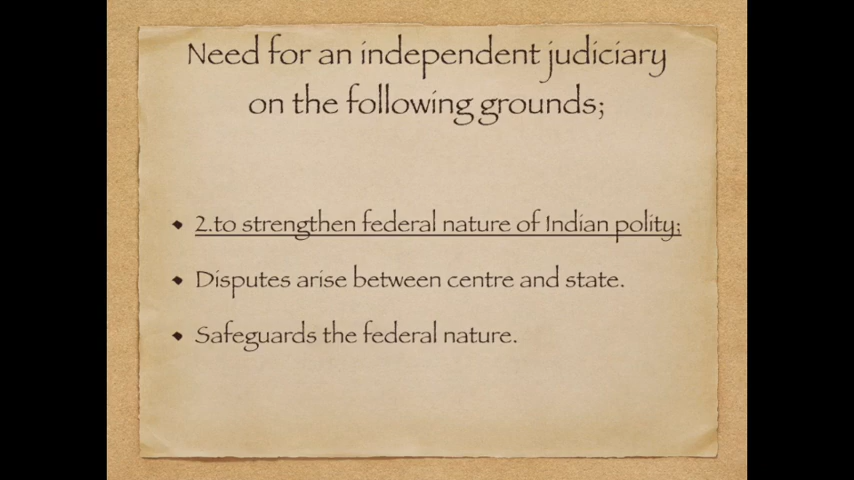 Need for an independent judiciary
on the following grounds;
2.to strengthen federal nature of Indian polity;
Disputes arise between centre and state.
Safeguards the federal nature.